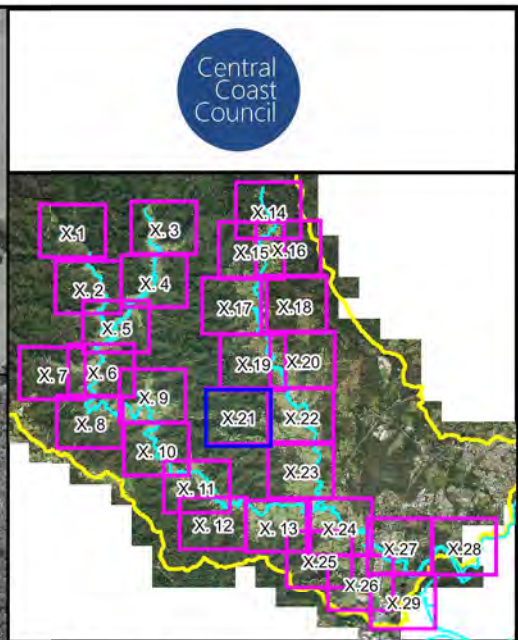 Central
Coast
Council
X.14
X.1
X. 3
X.15
X.16
X. 2
X. 4
X.17
X.18
X. 5
X.19
X.20
X. 7
X. 6
X. 9
X.21
X.22
X. 8
X. 10
X.23
X. 11
X. 12
X. 13
X.24
X.27
X.28
X.25
X.26
X.29